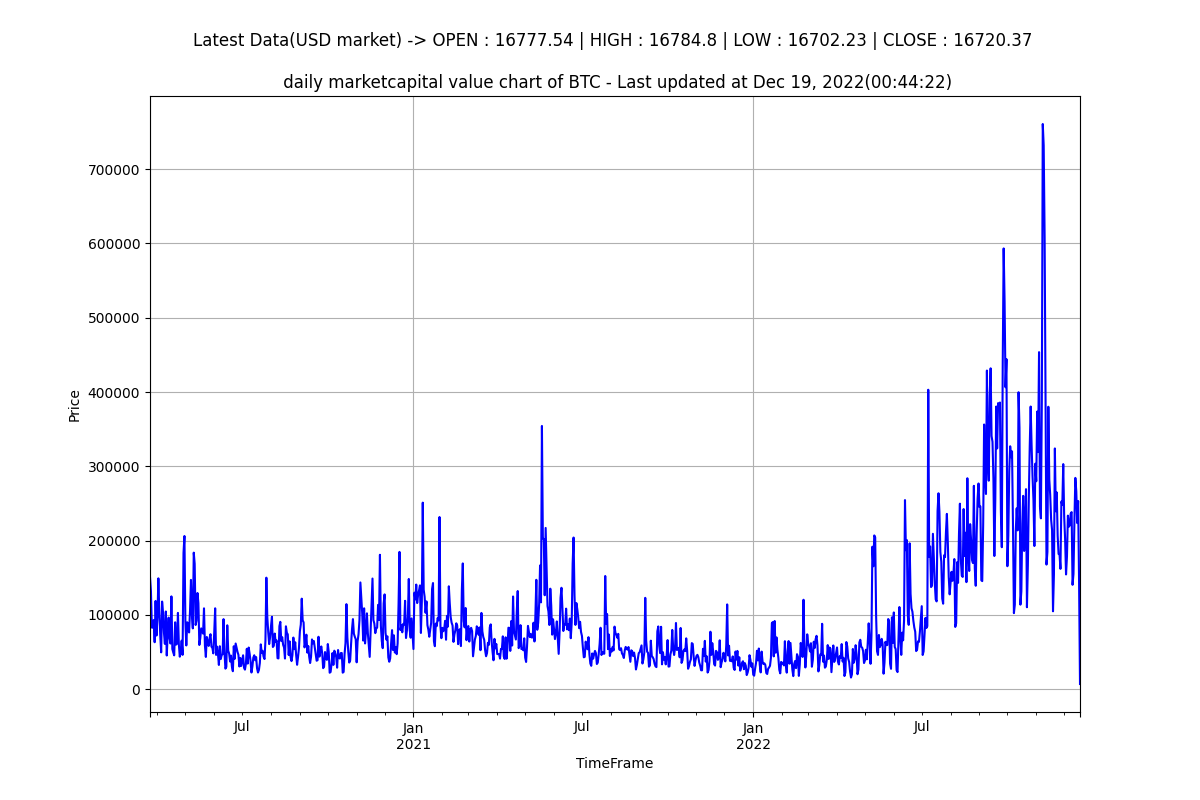 Latest Data(USD market) -> OPEN : 16777.54 | HIGH : 16784.8 | LOW : 16702.23 | CLOSE : 16720.37
daily marketcapital value chart of BTC - Last updated at Dec 19, 2022(00:44:22)
700000
600000
500000
400000
300000
200000
100000
0
Price
Jul
Jan
2021
Jul
Jan
2022
Jul
TimeFrame